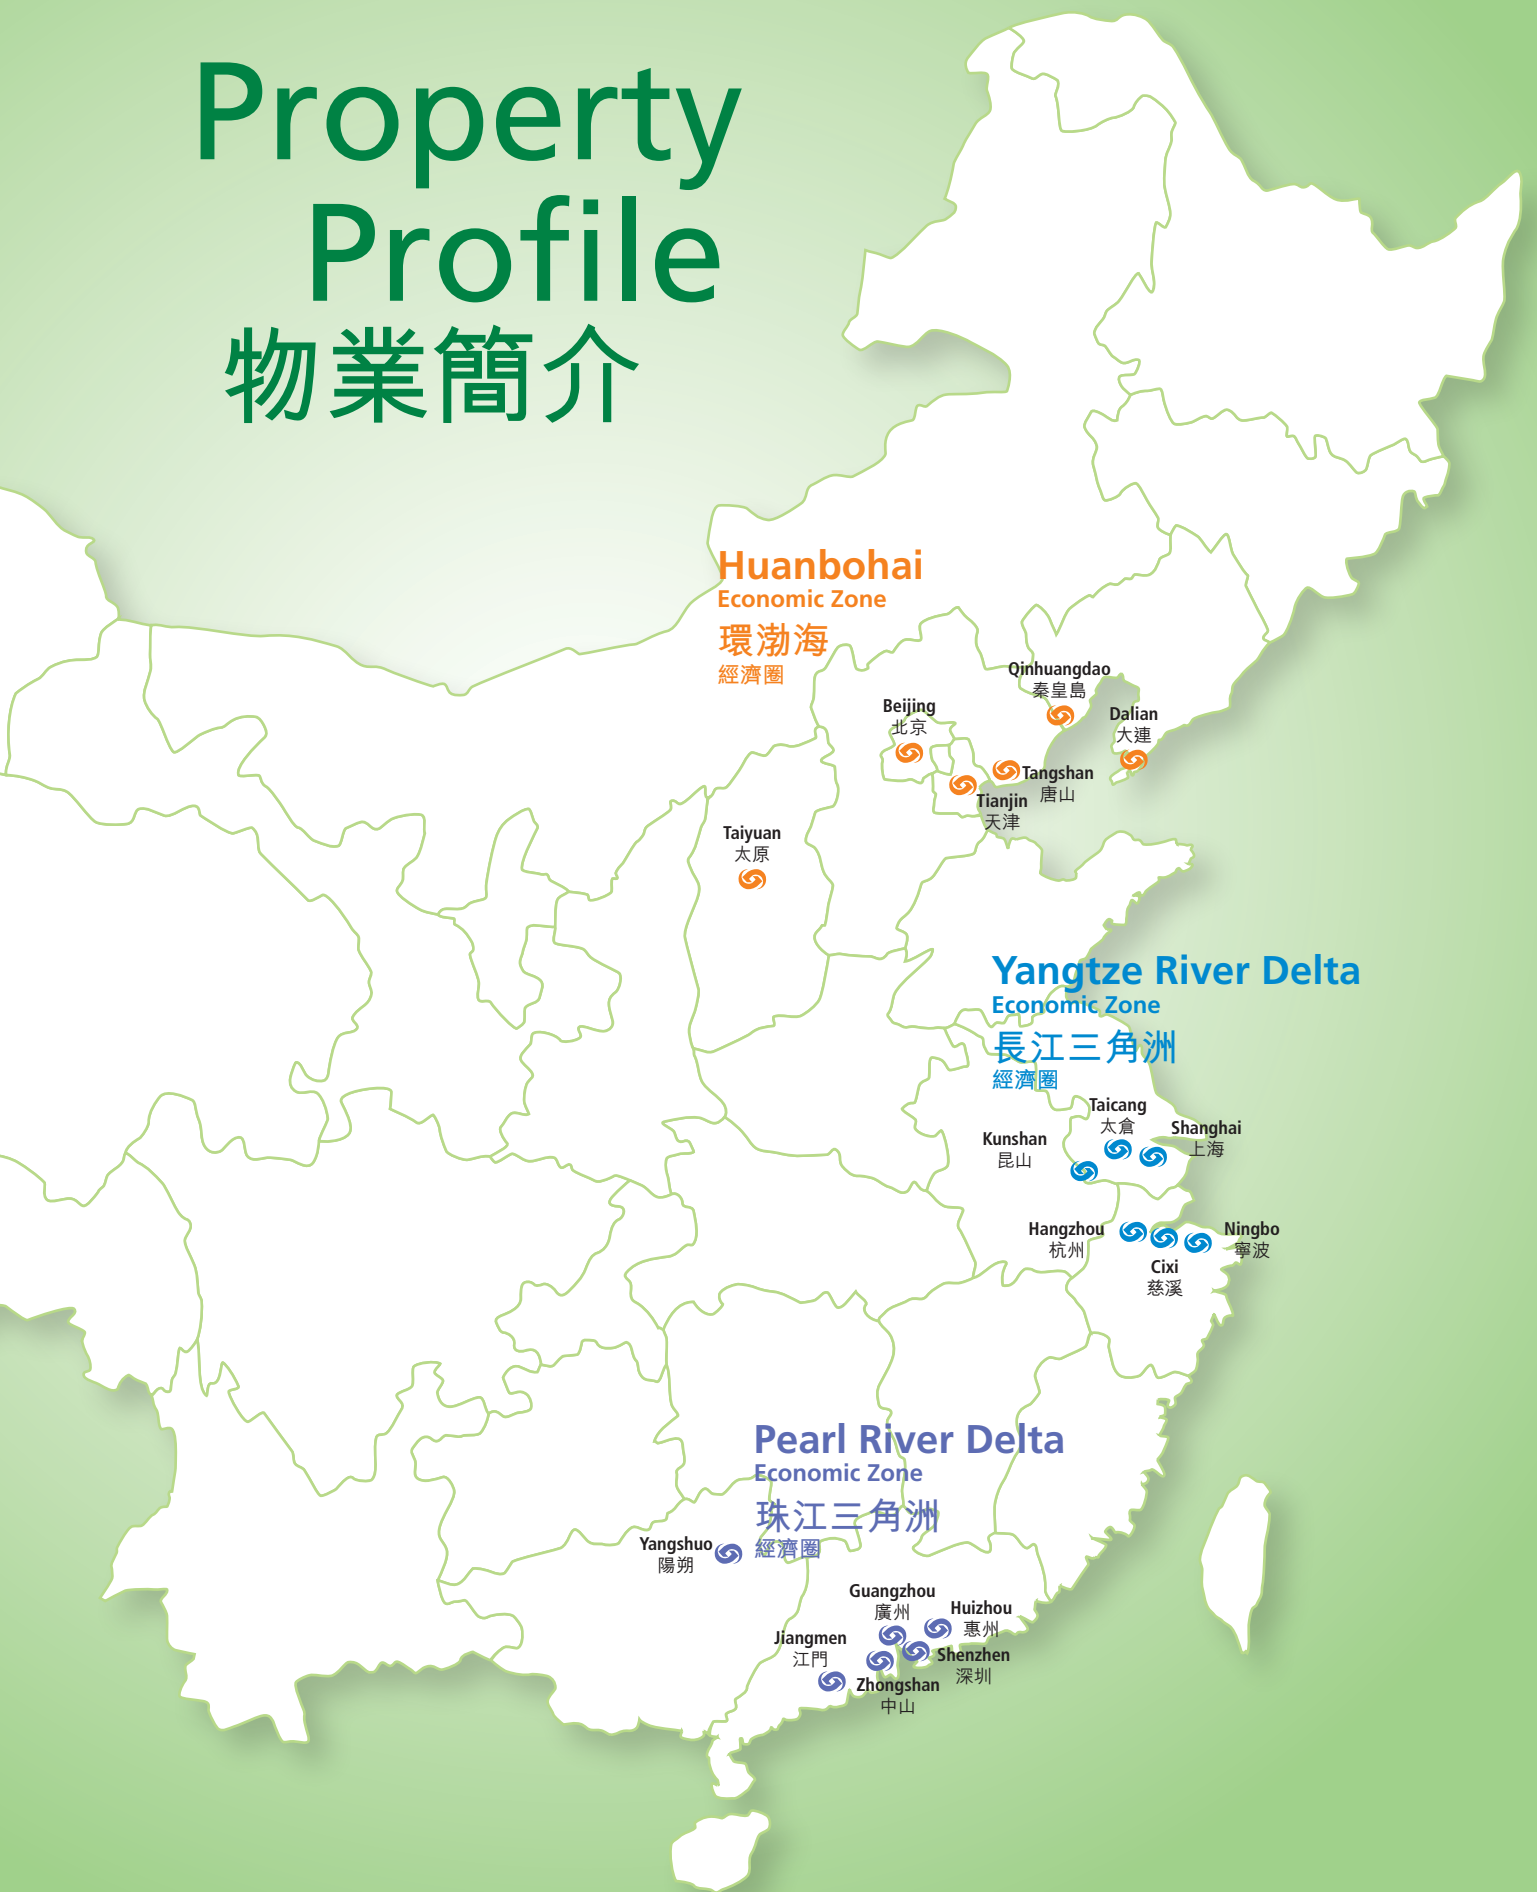 Property
Profile
物業簡介
Huanbohai
Economic Zone
環渤海
經濟圈
Qinhuangdao
秦皇島
Beijing
北京
Dalian
大連
Tangshan
唐山
Tianjin
天津
Taiyuan
太原
Yangtze River Delta
Economic Zone
長江三角洲
經濟圈
Taicang
太倉
Shanghai
上海
Kunshan
昆山
Hangzhou
杭州
Ningbo
寧波
Cixi
慈溪
Pearl River Delta
Economic Zone
珠江三角洲
經濟圈
Yangshuo
陽朔
Guangzhou
廣州
Huizhou
惠州
Jiangmen
江門
Shenzhen
深圳
Zhongshan
中山